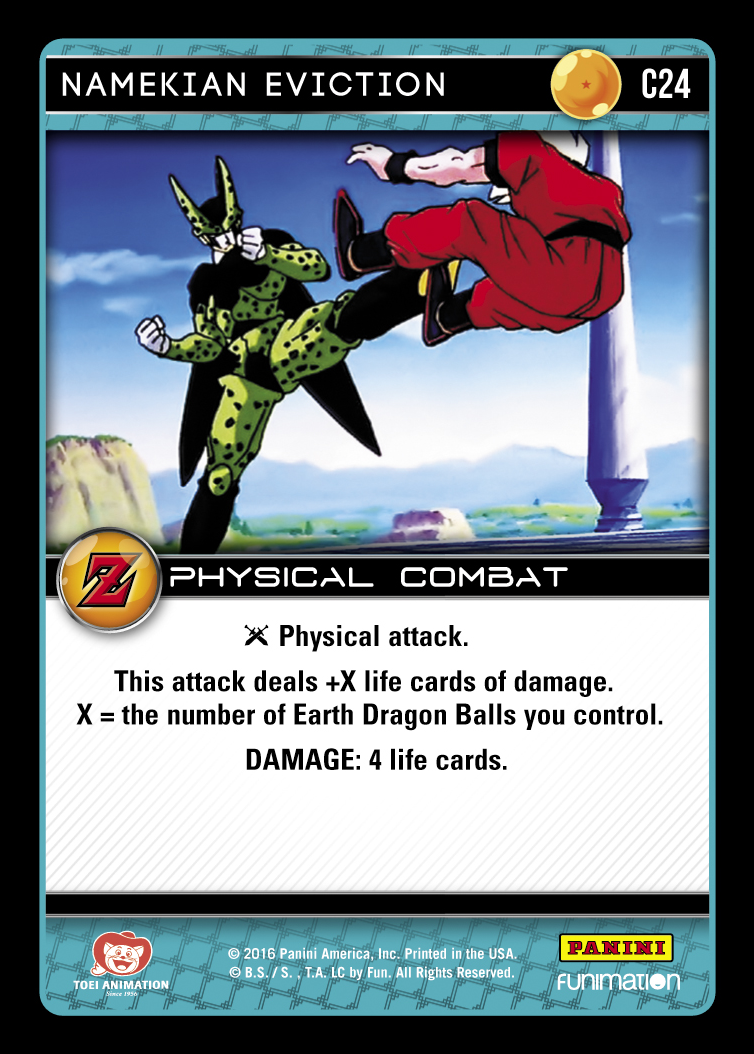 NAMEKIAN EVICTION
C24
Z
PHYSICAL COMBAT
Physical attack.
This attack deals +X life cards of damage.
X = the number of Earth Dragon Balls you control.
DAMAGE: 4 life cards.
TOEI ANIMATION
Since 1956
© 2016 Panini America, Inc. Printed in the USA.
© B.S. / S. , T.A. LC by Fun. All Rights Reserved.
PANINI
FUNimation